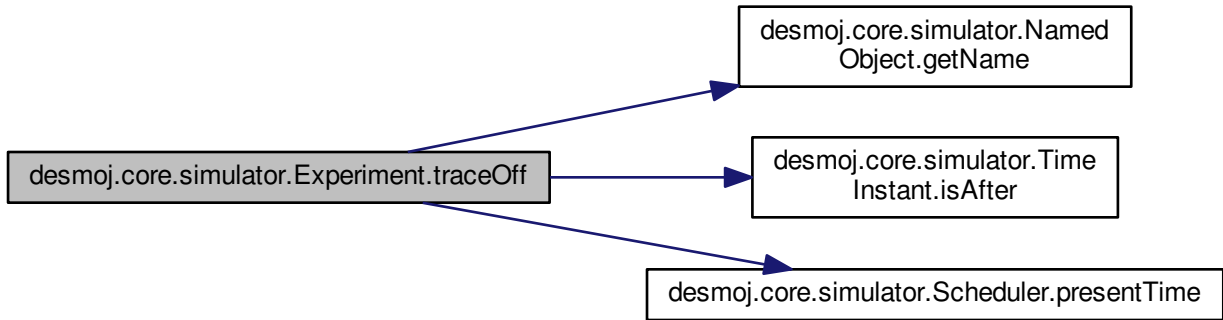 desmoj.core.simulator.Named
Object.getName
desmoj.core.simulator.Experiment.traceOff
desmoj.core.simulator.Time
Instant.isAfter
desmoj.core.simulator.Scheduler.presentTime